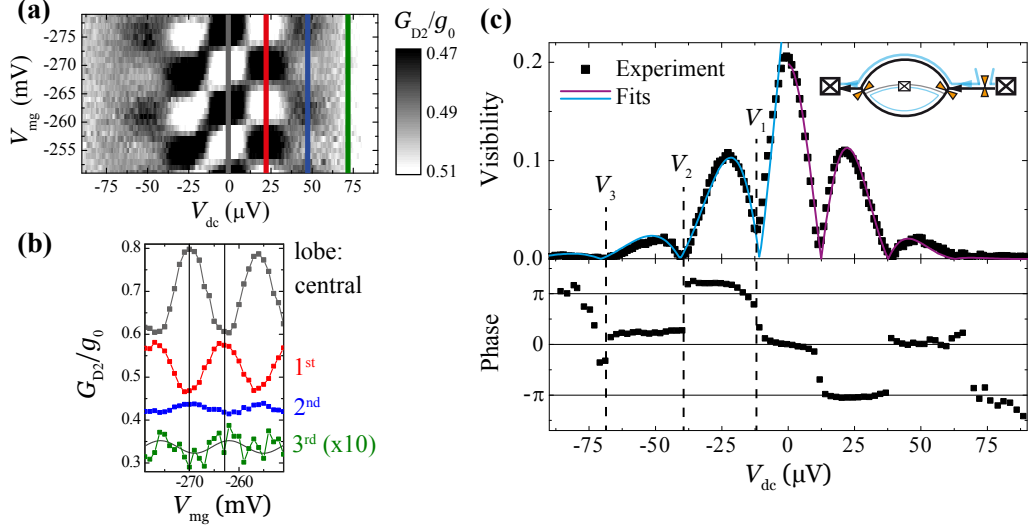 (a)
G_D2/g_0
-275
-270
-265
-260
-255
V_mg (mV)
0.47
0.49
0.51
-75 -50 -25 0 25 50 75
V_dc (μV)
(b)
0.8
0.7
0.6
0.5
0.4
0.3
G_D2/g_0
lobe:
central
1st
2nd
3rd (x10)
-270 -260
V_mg (mV)
(c)
0.2
0.1
0.0
Visibility
Experiment
Fits
V_1
V_2
V_3
π
0
-π
Phase
-75 -50 -25 0 25 50 75
V_dc (μV)